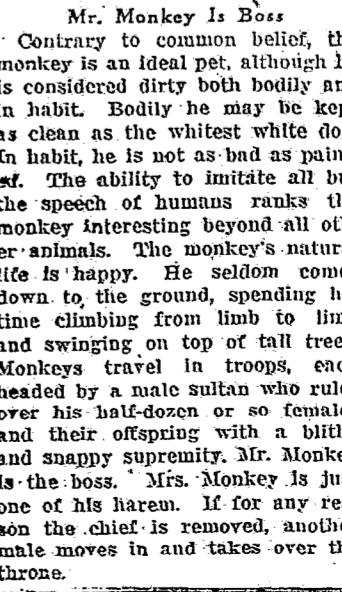 Mr. Monkey Is Boss
Contrary to common belief, th
monkey is an ideal pet, although h
is considered dirty both bodily an
in habit. Bodily he may be kep
as clean as the whitest white do
In habit, he is not as bad as pain
ed. The ability to imitate all bu
the speech of humans ranks th
monkey interesting beyond all oth
er animals. The monkey's natur
life is happy. He seldom come
down to the ground, spending h
time climbing from limb to lim
and swinging on top of tall tree
Monkeys travel in troops, eac
headed by a male sultan who rule
over his half-dozen or so female
and their offspring with a blith
and snappy supremity. Mr. Monke
is the boss. Mrs. Monkey is jus
one of his harem. If for any rea
son the chief is removed, anothe
male moves in and takes over th
throne.